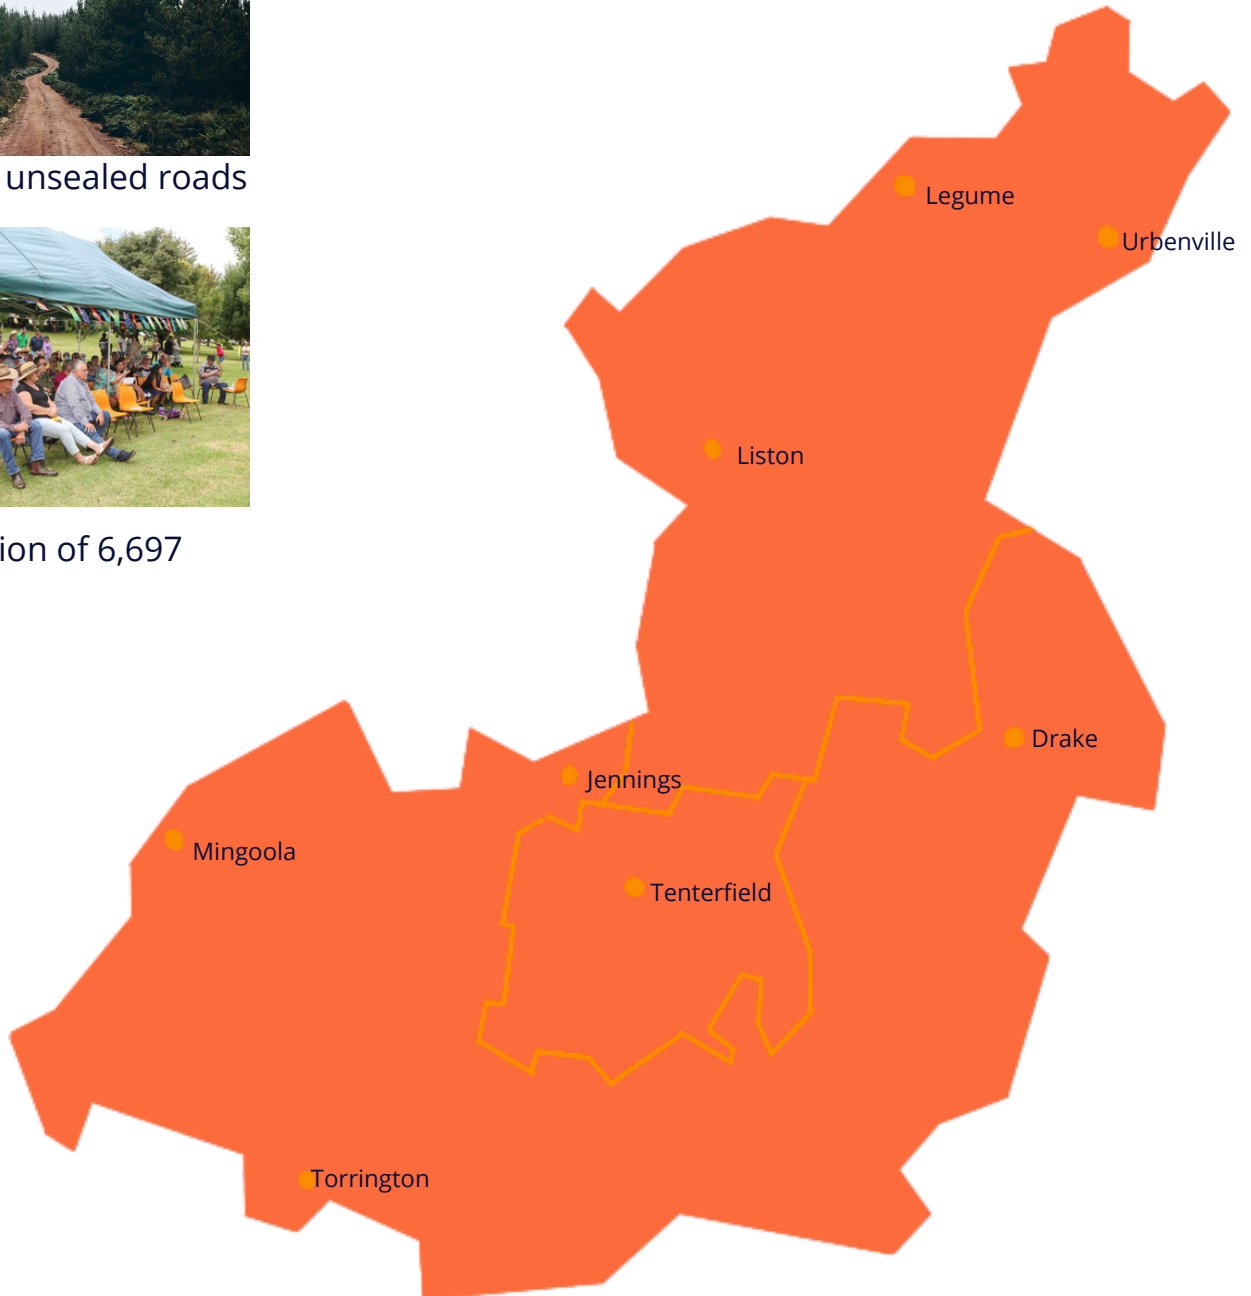 unsealed roads
ion of 6,697
Legume
Urbenville
Liston
Drake
Jennings
Mingoola
Tenterfield
Torrington